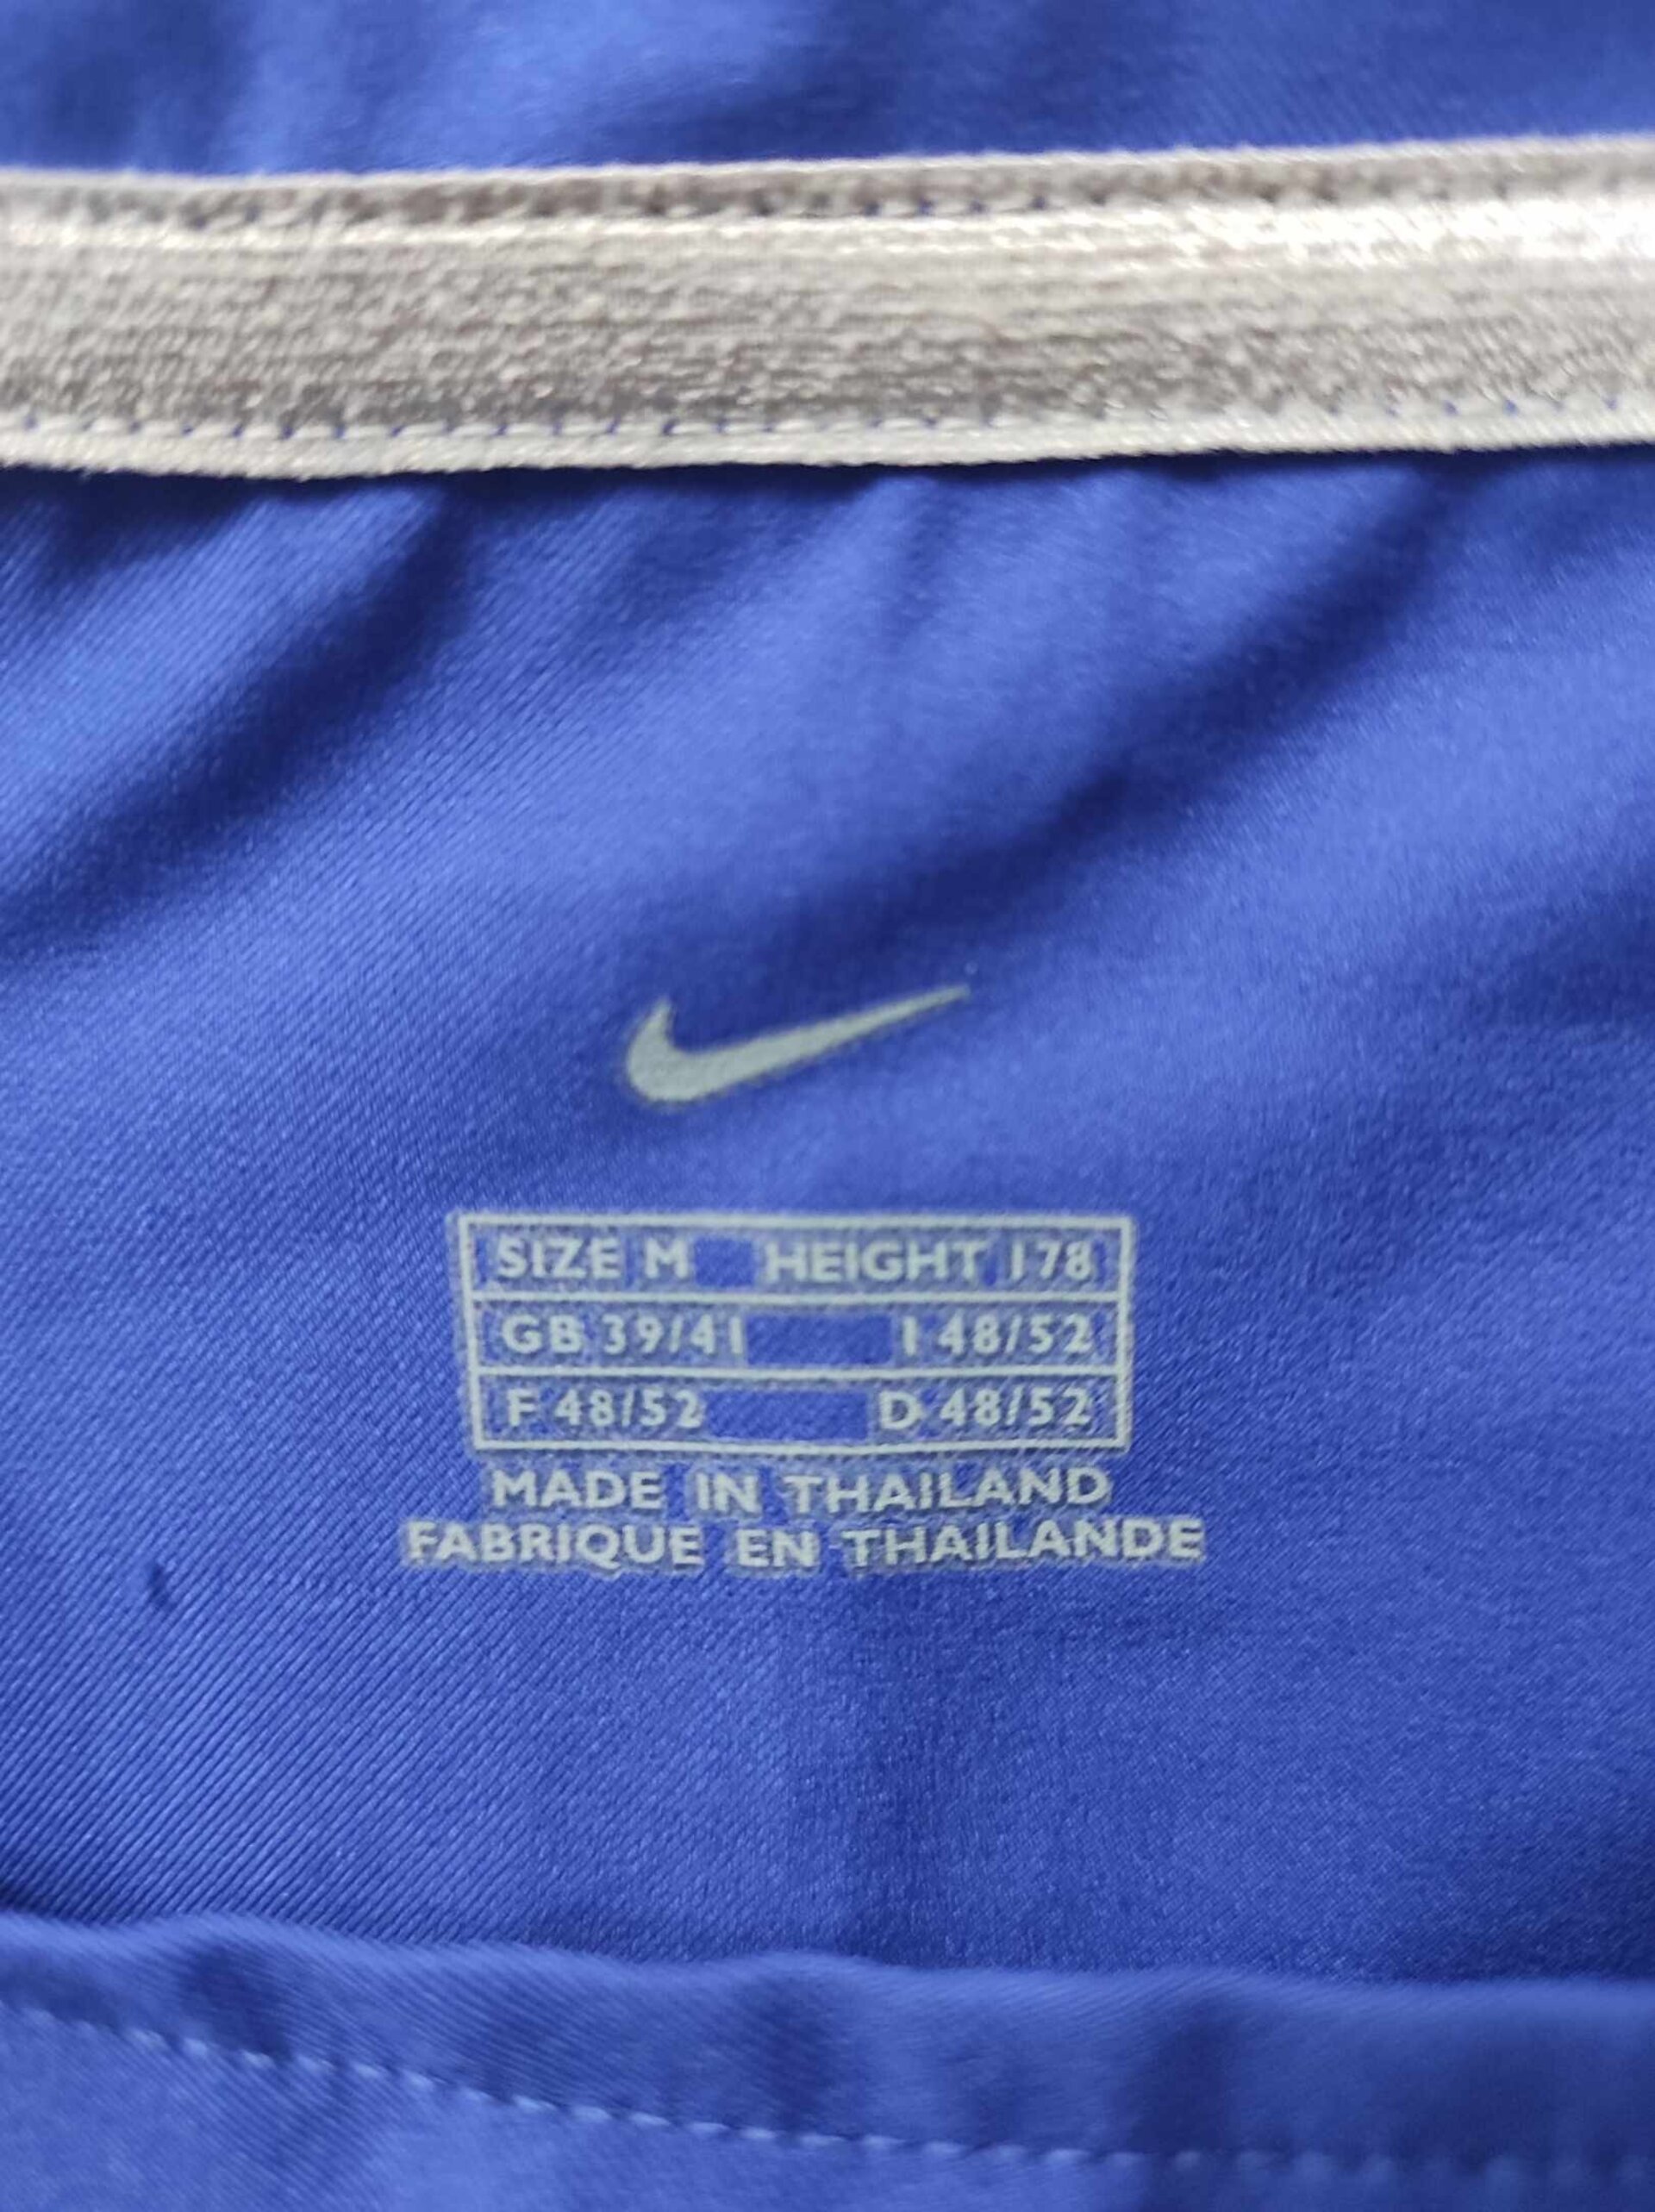 SIZE M HEIGHT 178
GB 39/41 I 48/52
F 48/52 D 48/52
MADE IN THAILAND
FABRIQUE EN THAILANDE